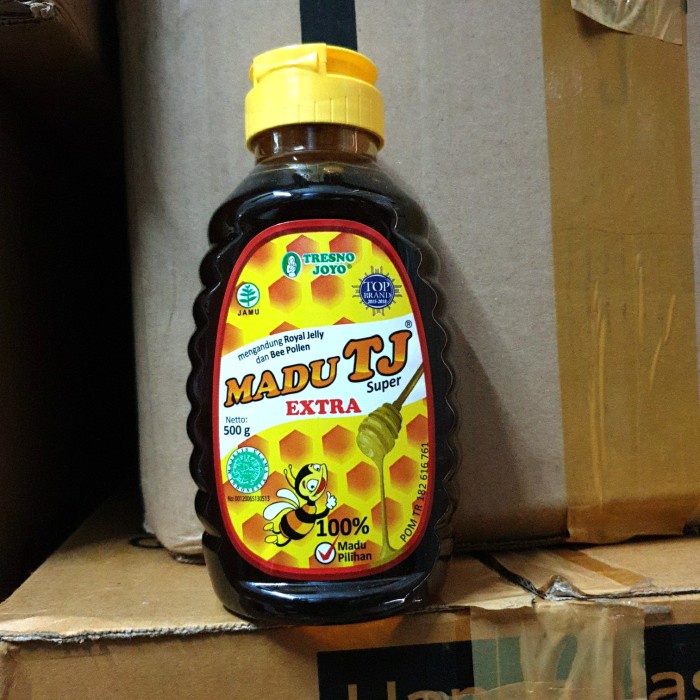 TRESNO
JOYO®
JAMU
TOP
BRAND
mengandung Royal Jelly
dan Bee Pollen
MADU TJ®
Super
EXTRA
Netto:
500 g
100%
Madu
Pilihan
POM TR 182 616 761